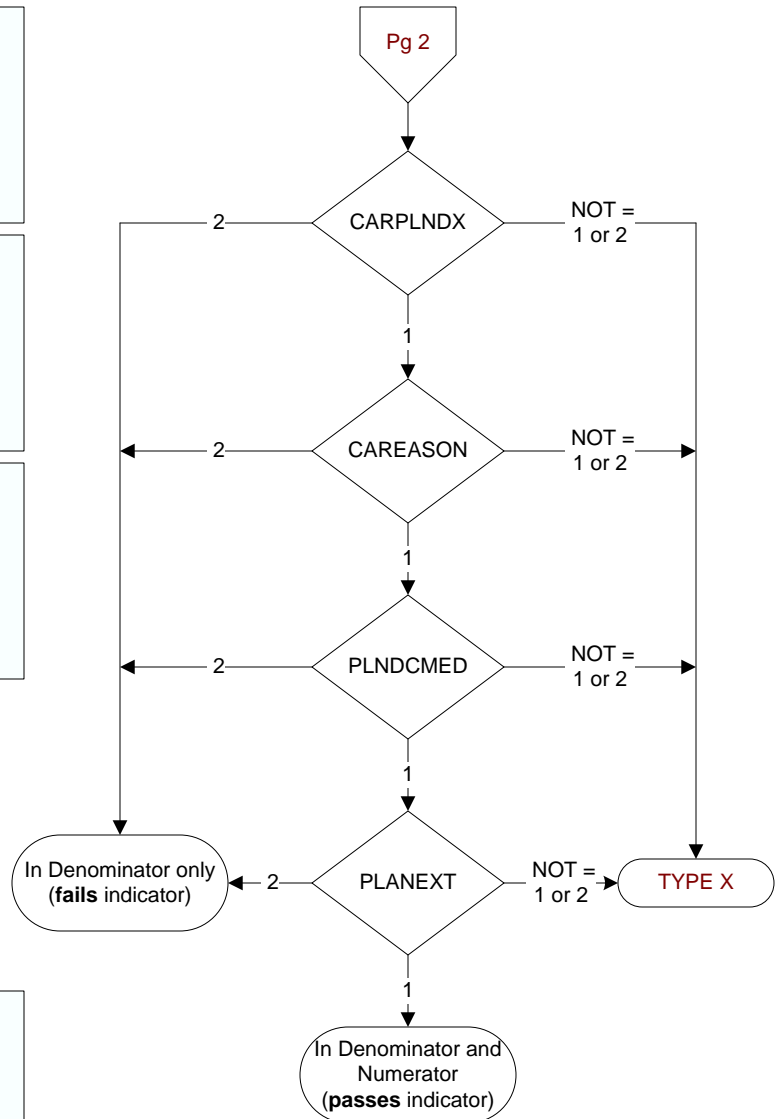 Pg 2
CARPLNDX
2
NOT =
1 or 2
1
CAREASON
2
NOT =
1 or 2
1
PLNDCMED
2
NOT =
1 or 2
1
In Denominator only
(fails indicator)
2
PLANEXT
NOT =
1 or 2
TYPE X
1
In Denominator and
Numerator
(passes indicator)